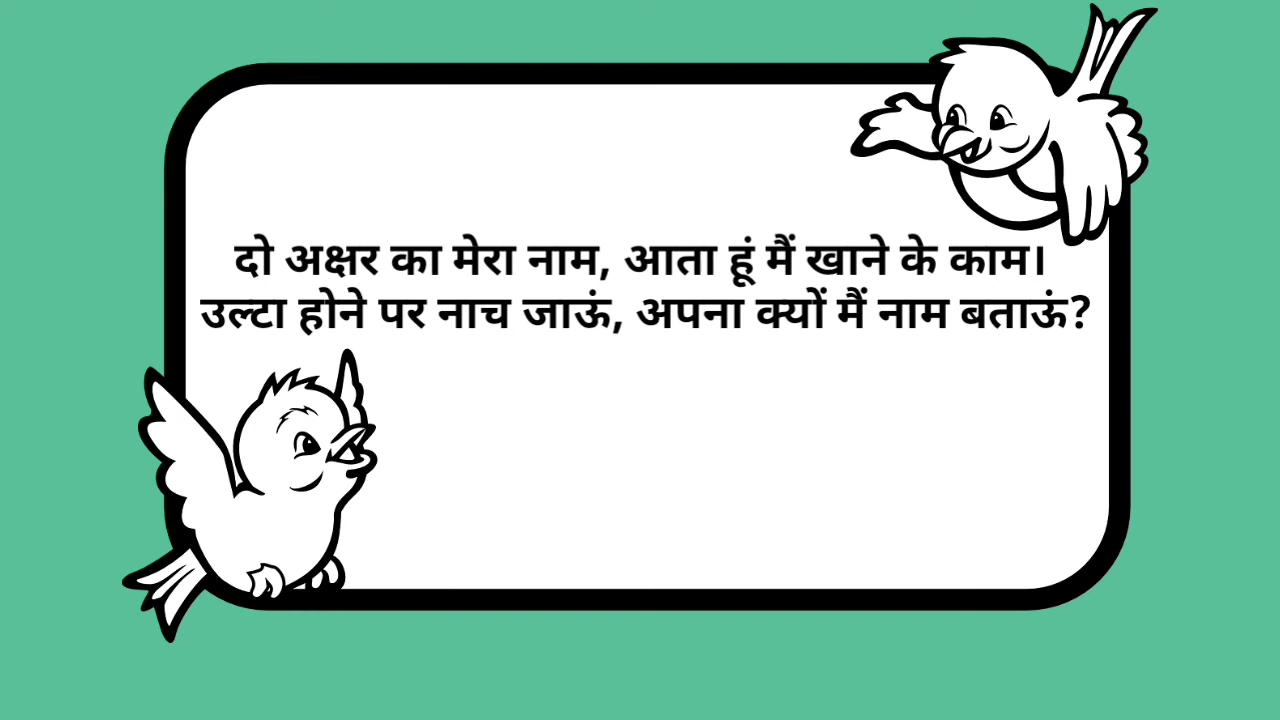 दो अक्षर का मेरा नाम, आता हूं मैं खाने के काम।
उल्टा होने पर नाच जाऊं, अपना क्यों मैं नाम बताऊं?